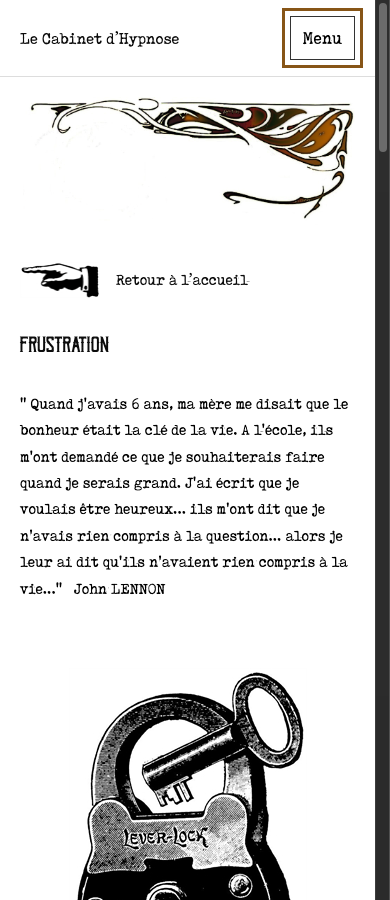 Le Cabinet d’Hypnose
Menu
Retour à l’accueil
FRUSTRATION
" Quand j'avais 6 ans, ma mère me disait que le
bonheur était la clé de la vie. A l'école, ils
m'ont demandé ce que je souhaiterais faire
quand je serais grand. J'ai écrit que je
voulais être heureux... ils m'ont dit que je
n'avais rien compris à la question... alors je
leur ai dit qu'ils n'avaient rien compris à la
vie..."   John LENNON
LEVER-LOCK